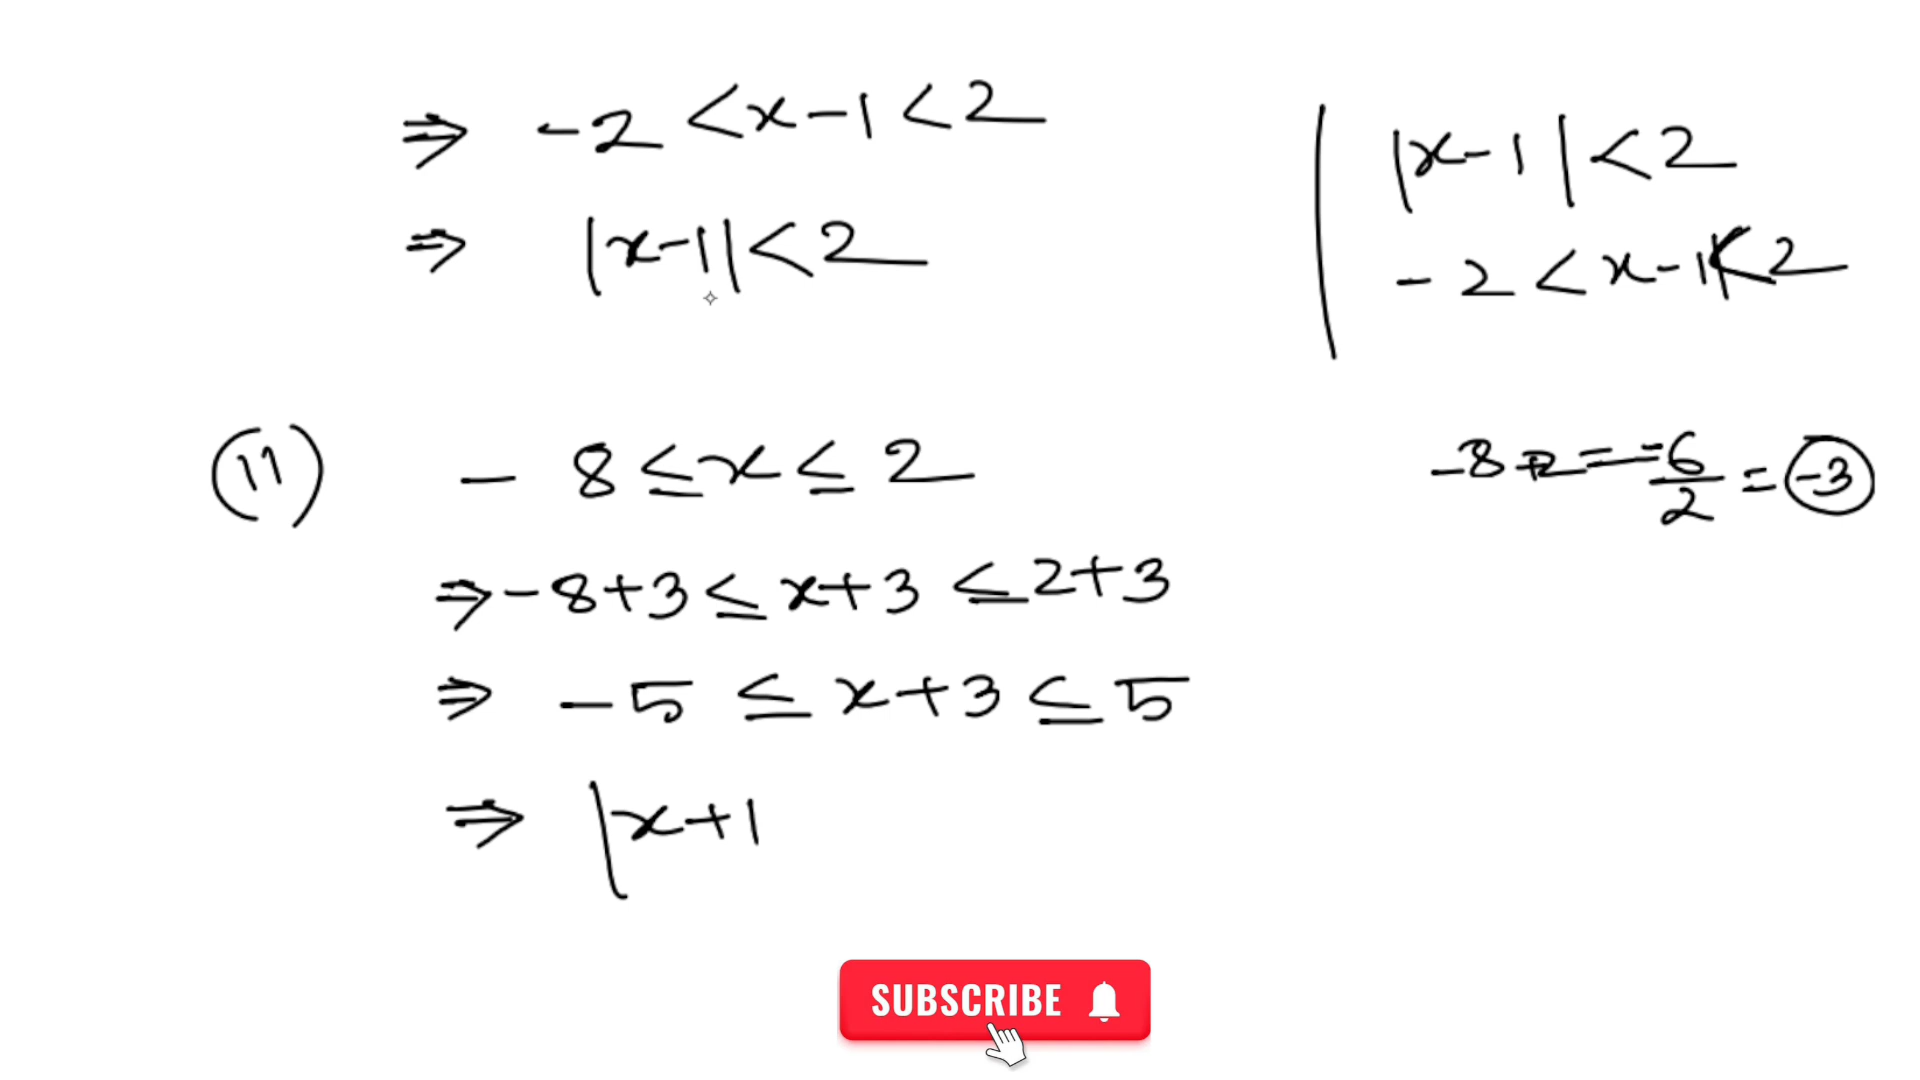 ⇒ -2 < x-1 < 2
⇒ |x-1| < 2
|x-1| < 2
-2 < x-1 < 2
(ii) -8 ≤ x ≤ 2
-8+2 = -6/2 = -3
⇒ -8+3 ≤ x+3 ≤ 2+3
⇒ -5 ≤ x+3 ≤ 5
⇒ |x+1
SUBSCRIBE